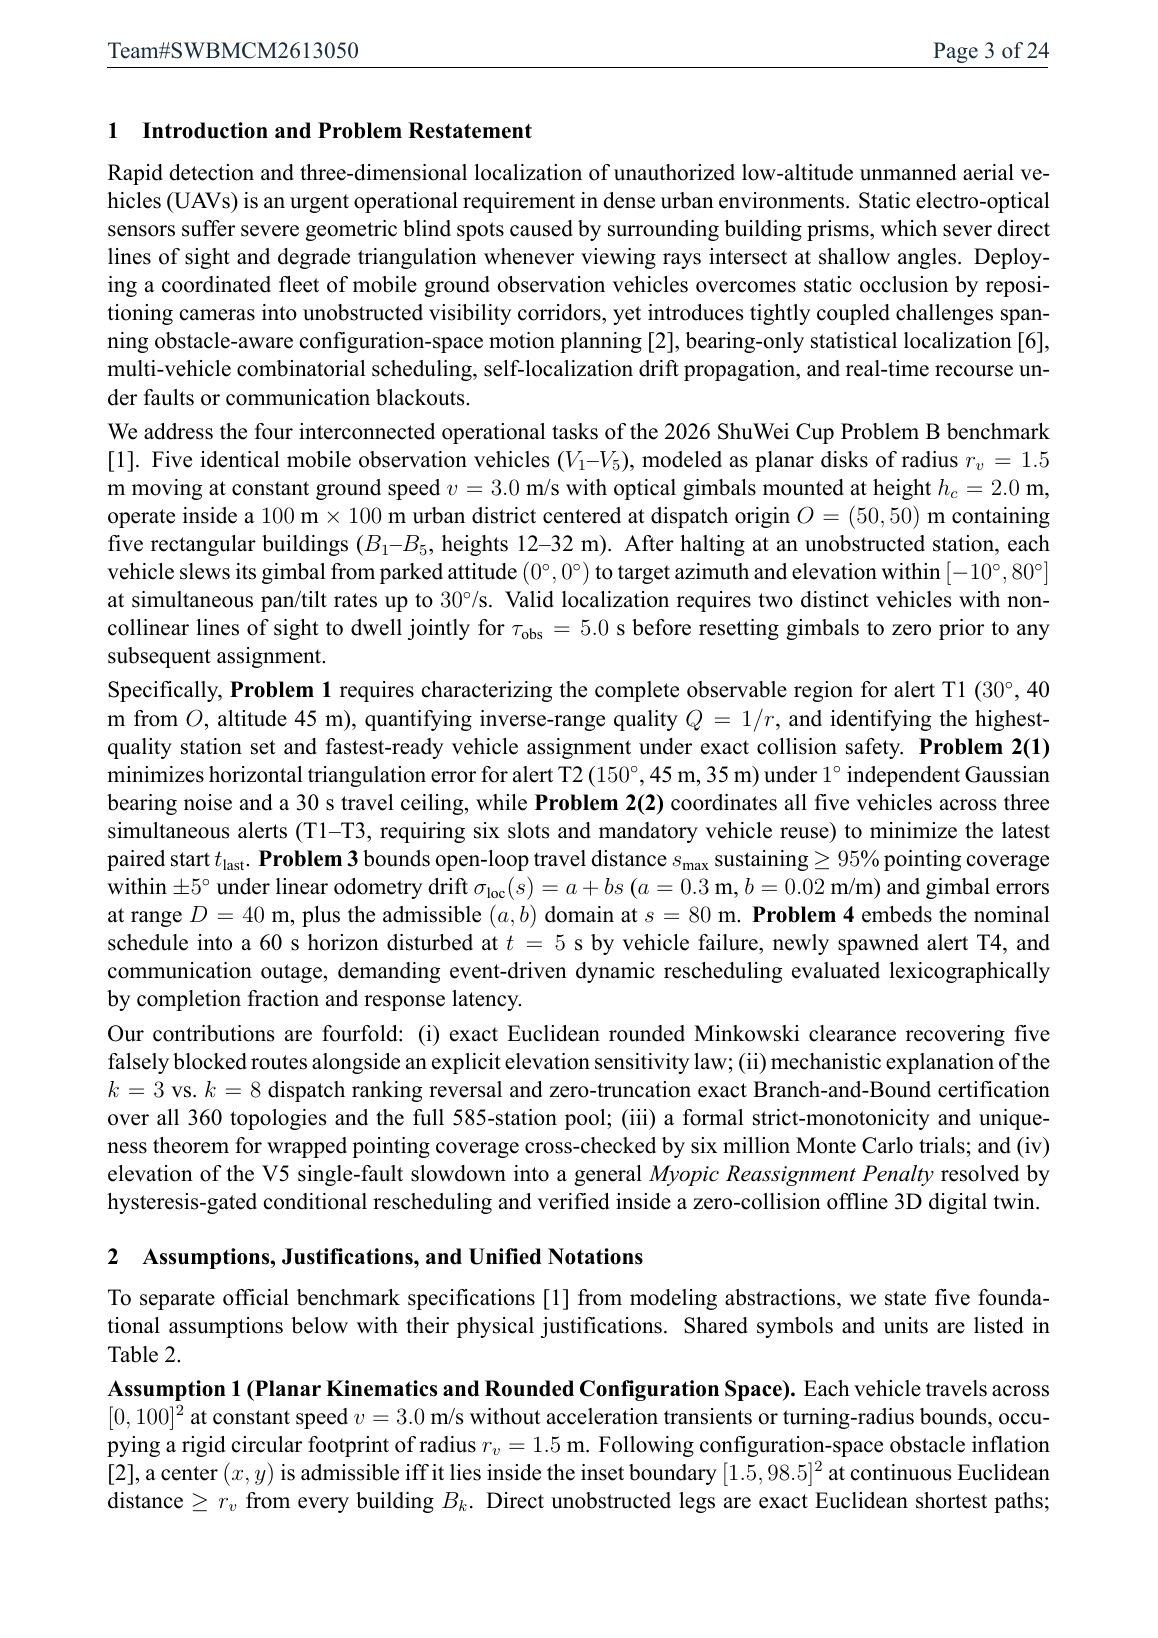 Team#SWBMCM2613050 Page 3 of 24
1 Introduction and Problem Restatement
Rapid detection and three-dimensional localization of unauthorized low-altitude unmanned aerial ve-
hicles (UAVs) is an urgent operational requirement in dense urban environments. Static electro-optical
sensors suffer severe geometric blind spots caused by surrounding building prisms, which sever direct
lines of sight and degrade triangulation whenever viewing rays intersect at shallow angles. Deploy-
ing a coordinated fleet of mobile ground observation vehicles overcomes static occlusion by reposi-
tioning cameras into unobstructed visibility corridors, yet introduces tightly coupled challenges span-
ning obstacle-aware configuration-space motion planning [2], bearing-only statistical localization [6],
multi-vehicle combinatorial scheduling, self-localization drift propagation, and real-time recourse un-
der faults or communication blackouts.
We address the four interconnected operational tasks of the 2026 ShuWei Cup Problem B benchmark
[1]. Five identical mobile observation vehicles (V₁–V₅), modeled as planar disks of radius rᵥ = 1.5
m moving at constant ground speed v = 3.0 m/s with optical gimbals mounted at height h_c = 2.0 m,
operate inside a 100 m × 100 m urban district centered at dispatch origin O = (50, 50) m containing
five rectangular buildings (B₁–B₅, heights 12–32 m). After halting at an unobstructed station, each
vehicle slews its gimbal from parked attitude (0°, 0°) to target azimuth and elevation within [−10°, 80°]
at simultaneous pan/tilt rates up to 30°/s. Valid localization requires two distinct vehicles with non-
collinear lines of sight to dwell jointly for τ_obs = 5.0 s before resetting gimbals to zero prior to any
subsequent assignment.
Specifically, Problem 1 requires characterizing the complete observable region for alert T1 (30°, 40
m from O, altitude 45 m), quantifying inverse-range quality Q = 1/r, and identifying the highest-
quality station set and fastest-ready vehicle assignment under exact collision safety. Problem 2(1)
minimizes horizontal triangulation error for alert T2 (150°, 45 m, 35 m) under 1° independent Gaussian
bearing noise and a 30 s travel ceiling, while Problem 2(2) coordinates all five vehicles across three
simultaneous alerts (T1–T3, requiring six slots and mandatory vehicle reuse) to minimize the latest
paired start t_last. Problem 3 bounds open-loop travel distance s_max sustaining ≥ 95% pointing coverage
within ±5° under linear odometry drift σ_loc(s) = a + bs (a = 0.3 m, b = 0.02 m/m) and gimbal errors
at range D = 40 m, plus the admissible (a, b) domain at s = 80 m. Problem 4 embeds the nominal
schedule into a 60 s horizon disturbed at t = 5 s by vehicle failure, newly spawned alert T4, and
communication outage, demanding event-driven dynamic rescheduling evaluated lexicographically
by completion fraction and response latency.
Our contributions are fourfold: (i) exact Euclidean rounded Minkowski clearance recovering five
falsely blocked routes alongside an explicit elevation sensitivity law; (ii) mechanistic explanation of the
k = 3 vs. k = 8 dispatch ranking reversal and zero-truncation exact Branch-and-Bound certification
over all 360 topologies and the full 585-station pool; (iii) a formal strict-monotonicity and unique-
ness theorem for wrapped pointing coverage cross-checked by six million Monte Carlo trials; and (iv)
elevation of the V5 single-fault slowdown into a general Myopic Reassignment Penalty resolved by
hysteresis-gated conditional rescheduling and verified inside a zero-collision offline 3D digital twin.
2 Assumptions, Justifications, and Unified Notations
To separate official benchmark specifications [1] from modeling abstractions, we state five founda-
tional assumptions below with their physical justifications. Shared symbols and units are listed in
Table 2.
Assumption 1 (Planar Kinematics and Rounded Configuration Space). Each vehicle travels across
[0, 100]² at constant speed v = 3.0 m/s without acceleration transients or turning-radius bounds, occu-
pying a rigid circular footprint of radius rᵥ = 1.5 m. Following configuration-space obstacle inflation
[2], a center (x, y) is admissible iff it lies inside the inset boundary [1.5, 98.5]² at continuous Euclidean
distance ≥ rᵥ from every building Bₖ. Direct unobstructed legs are exact Euclidean shortest paths;